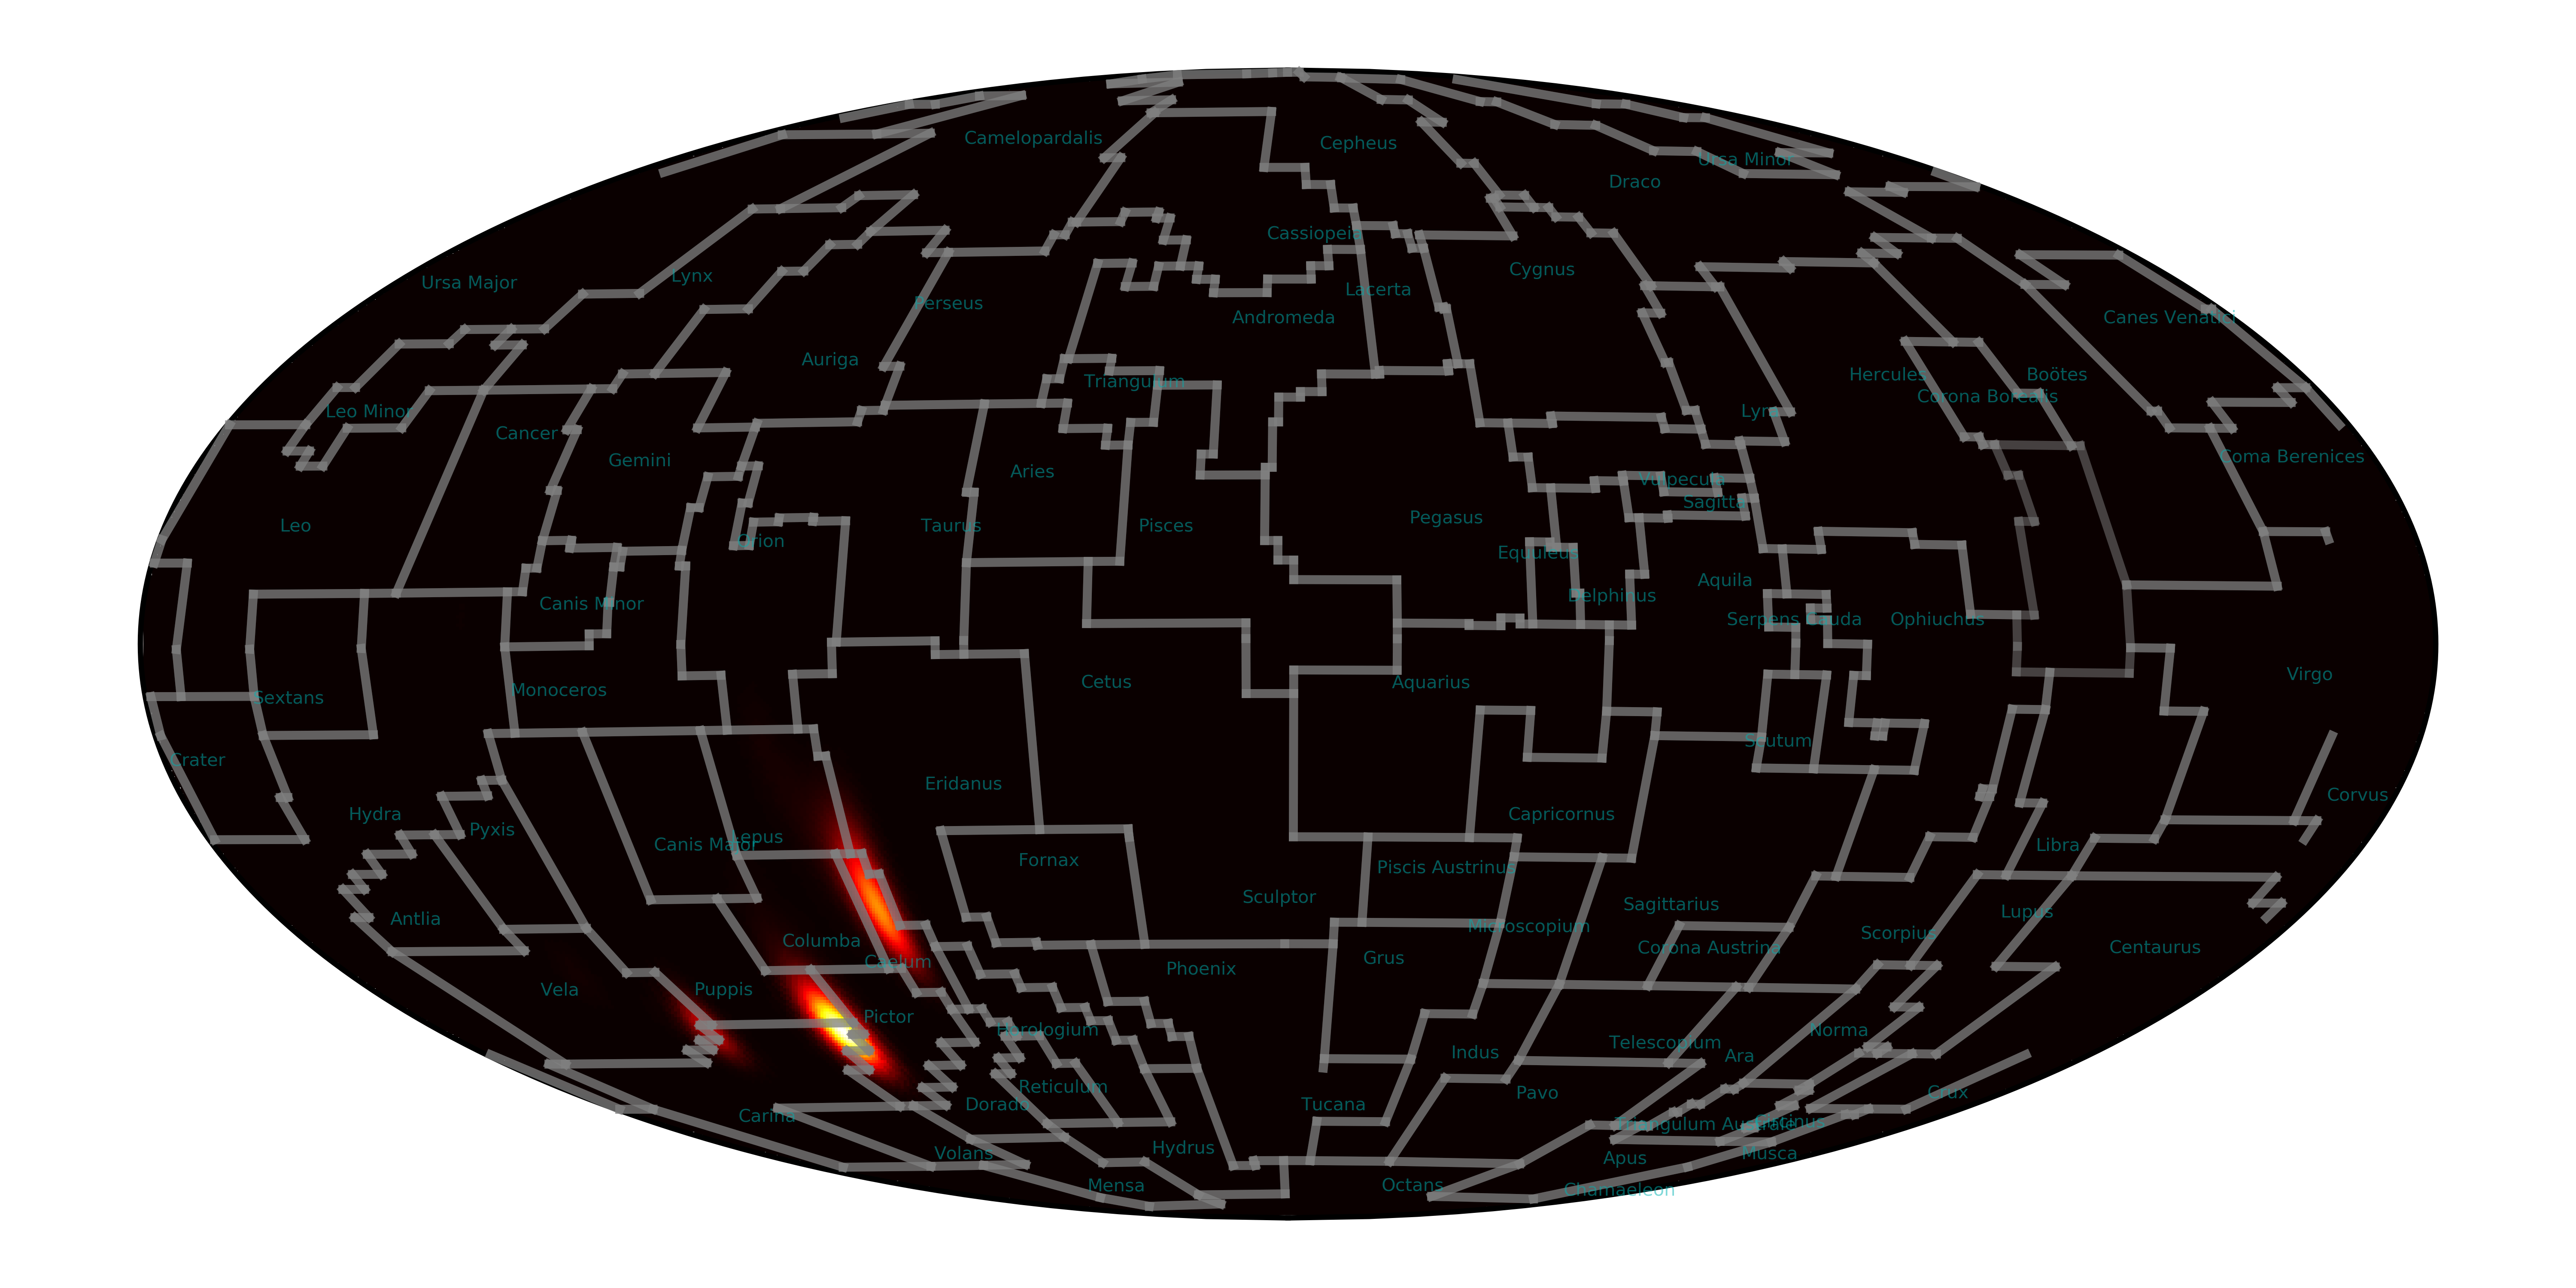 Camelopardalis
Cepheus
Ursa Minor
Draco
Cassiopeia
Cygnus
Lynx
Ursa Major
Lacerta
Perseus
Andromeda
Canes Venatici
Auriga
Hercules
Boötes
Triangulum
Corona Borealis
Leo Minor
Lyra
Cancer
Coma Berenices
Gemini
Aries
Vulpecula
Sagitta
Pegasus
Leo
Taurus
Pisces
Orion
Equuleus
Aquila
Delphinus
Canis Minor
Serpens Cauda
Ophiuchus
Virgo
Cetus
Aquarius
Monoceros
Sextans
Scutum
Crater
Eridanus
Corvus
Hydra
Capricornus
Pyxis
Lepus
Canis Major
Libra
Fornax
Piscis Austrinus
Sculptor
Sagittarius
Lupus
Antlia
Microscopium
Scorpius
Columba
Corona Austrina
Centaurus
Grus
Caelum
Phoenix
Vela
Puppis
Pictor
Horologium
Norma
Telescopium
Indus
Ara
Reticulum
Pavo
Crux
Dorado
Tucana
Carina
Circinus
Triangulum Australe
Hydrus
Volans
Musca
Apus
Mensa
Octans
Chamaeleon